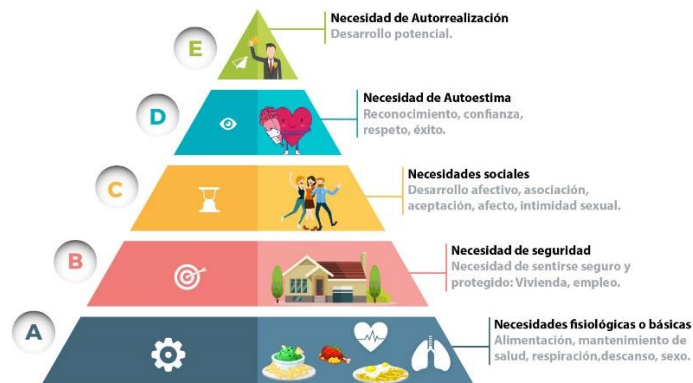 E
Necesidad de Autorrealización
Desarrollo potencial.
D
Necesidad de Autoestima
Reconocimiento, confianza,
respeto, éxito.
C
Necesidades sociales
Desarrollo afectivo, asociación,
aceptación, afecto, intimidad sexual.
B
Necesidad de seguridad
Necesidad de sentirse seguro y
protegido: Vivienda, empleo.
A
Necesidades fisiológicas o básicas
Alimentación, mantenimiento de
salud, respiración,descanso, sexo.